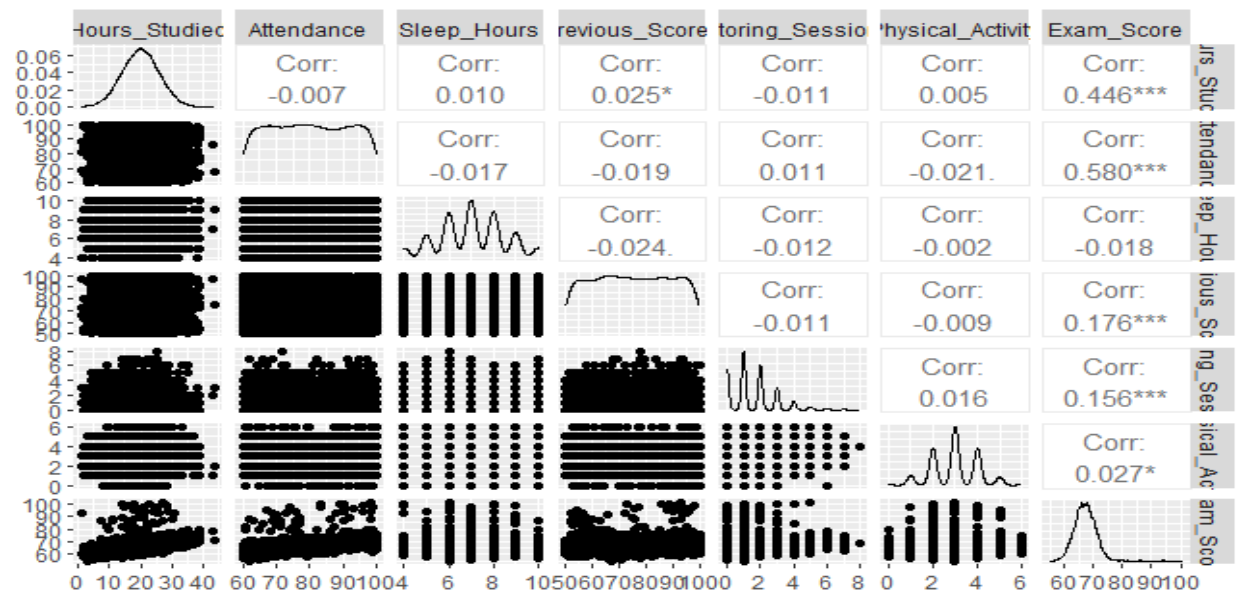 Hours_Studied Attendance Sleep_Hours revious_Score toring_Sessio Physical_Activit Exam_Score
0.06
0.04
0.02
0.00
Corr: Corr: Corr: Corr: Corr: Corr:
-0.007 0.010 0.025* -0.011 0.005 0.446***
urs_Stud
100
90
80
70
60
Corr: Corr: Corr: Corr: Corr:
-0.017 -0.019 0.011 -0.021. 0.580***
ttendanc
10
8
6
4
Corr: Corr: Corr: Corr:
-0.024. -0.012 -0.002 -0.018
eep_Hou
100
90
80
70
60
50
Corr: Corr: Corr:
-0.011 -0.009 0.176***
ious_Sc
8
6
4
2
0
Corr: Corr:
0.016 0.156***
ng_Ses
6
4
2
0
Corr:
0.027*
sical_Ac
100
90
80
70
60
am_Sco
0 10 20 30 40 60 70 80 90 100 4 6 8 10 50 60 70 80 90 100 0 2 4 6 8 0 2 4 6 60 70 80 90 100